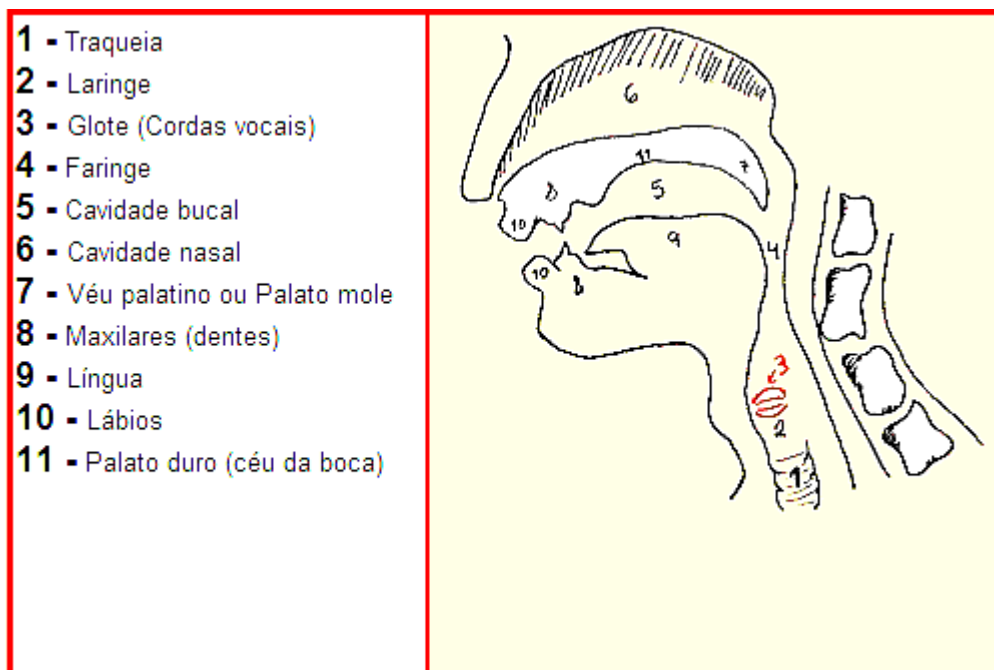 1 - Traqueia
2 - Laringe
3 - Glote (Cordas vocais)
4 - Faringe
5 - Cavidade bucal
6 - Cavidade nasal
7 - Véu palatino ou Palato mole
8 - Maxilares (dentes)
9 - Língua
10 - Lábios
11 - Palato duro (céu da boca)
6
11
7
8
5
10
9
4
10
8
3
2
1